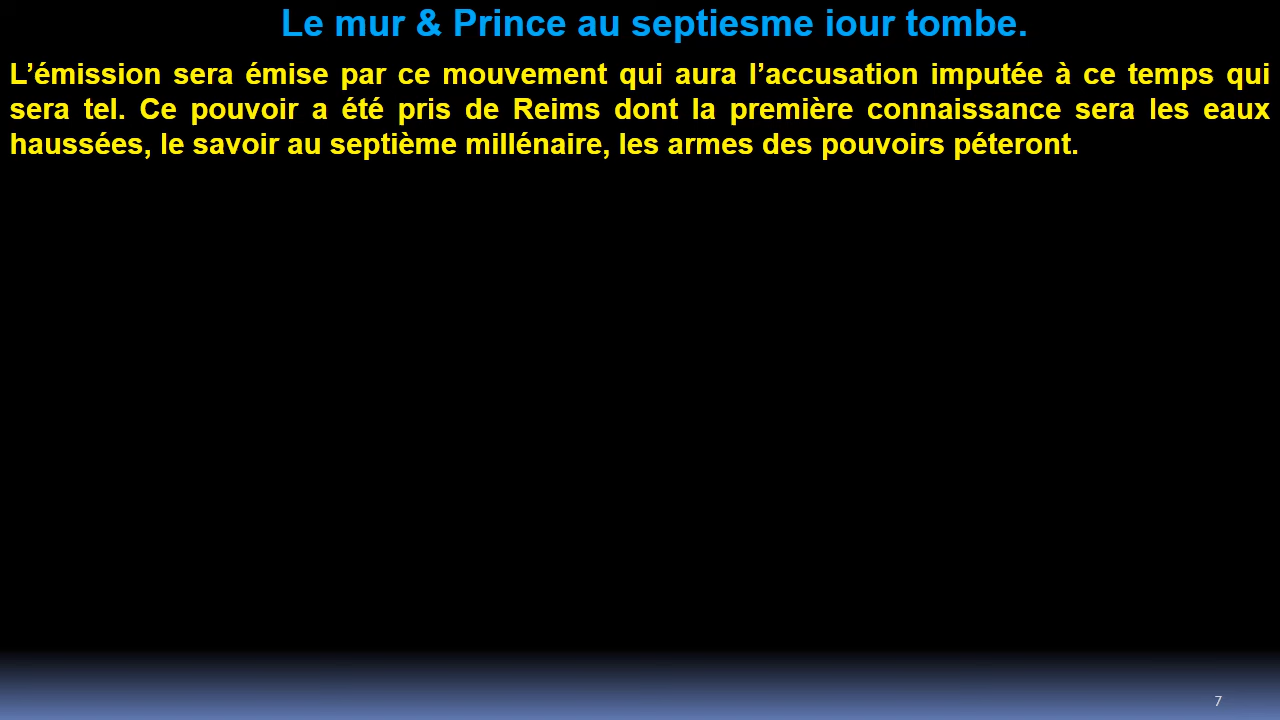 Le mur & Prince au septiesme iour tombe.
L’émission sera émise par ce mouvement qui aura l’accusation imputée à ce temps qui
sera tel. Ce pouvoir a été pris de Reims dont la première connaissance sera les eaux
haussées, le savoir au septième millénaire, les armes des pouvoirs péteront.
7